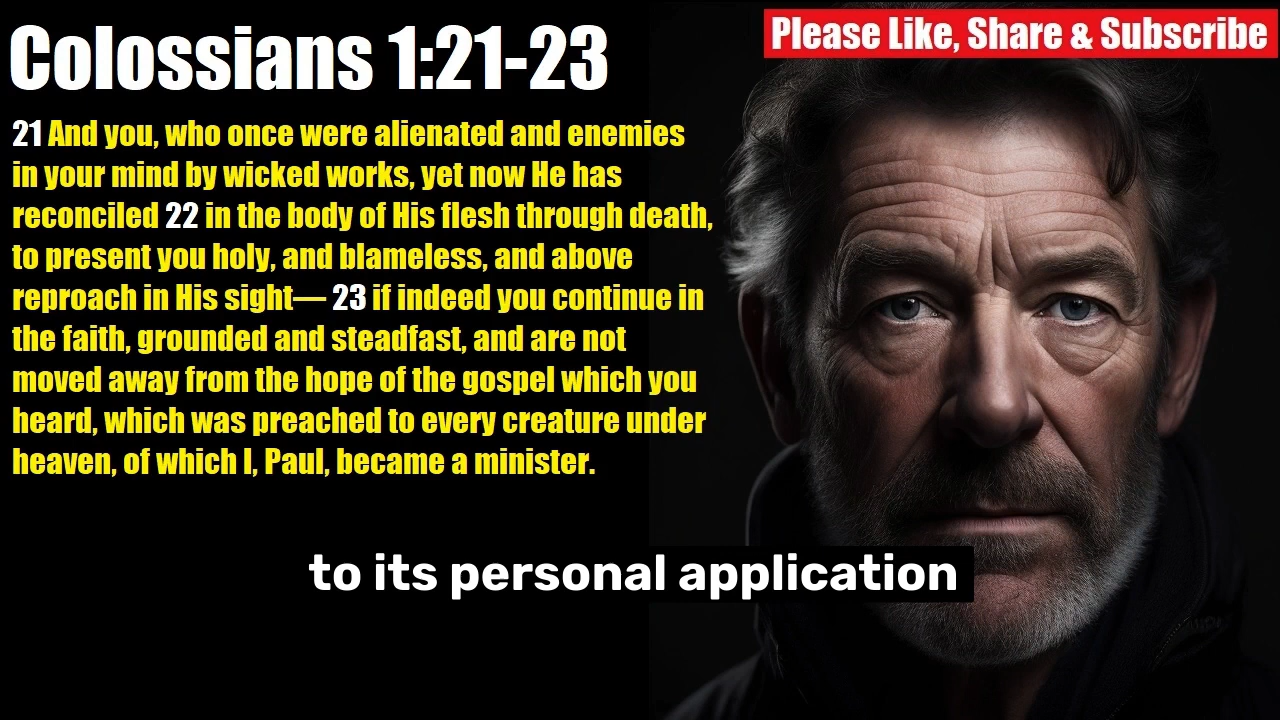 Colossians 1:21-23
Please Like, Share & Subscribe
21 And you, who once were alienated and enemies
in your mind by wicked works, yet now He has
reconciled 22 in the body of His flesh through death,
to present you holy, and blameless, and above
reproach in His sight— 23 if indeed you continue in
the faith, grounded and steadfast, and are not
moved away from the hope of the gospel which you
heard, which was preached to every creature under
heaven, of which I, Paul, became a minister.
to its personal application